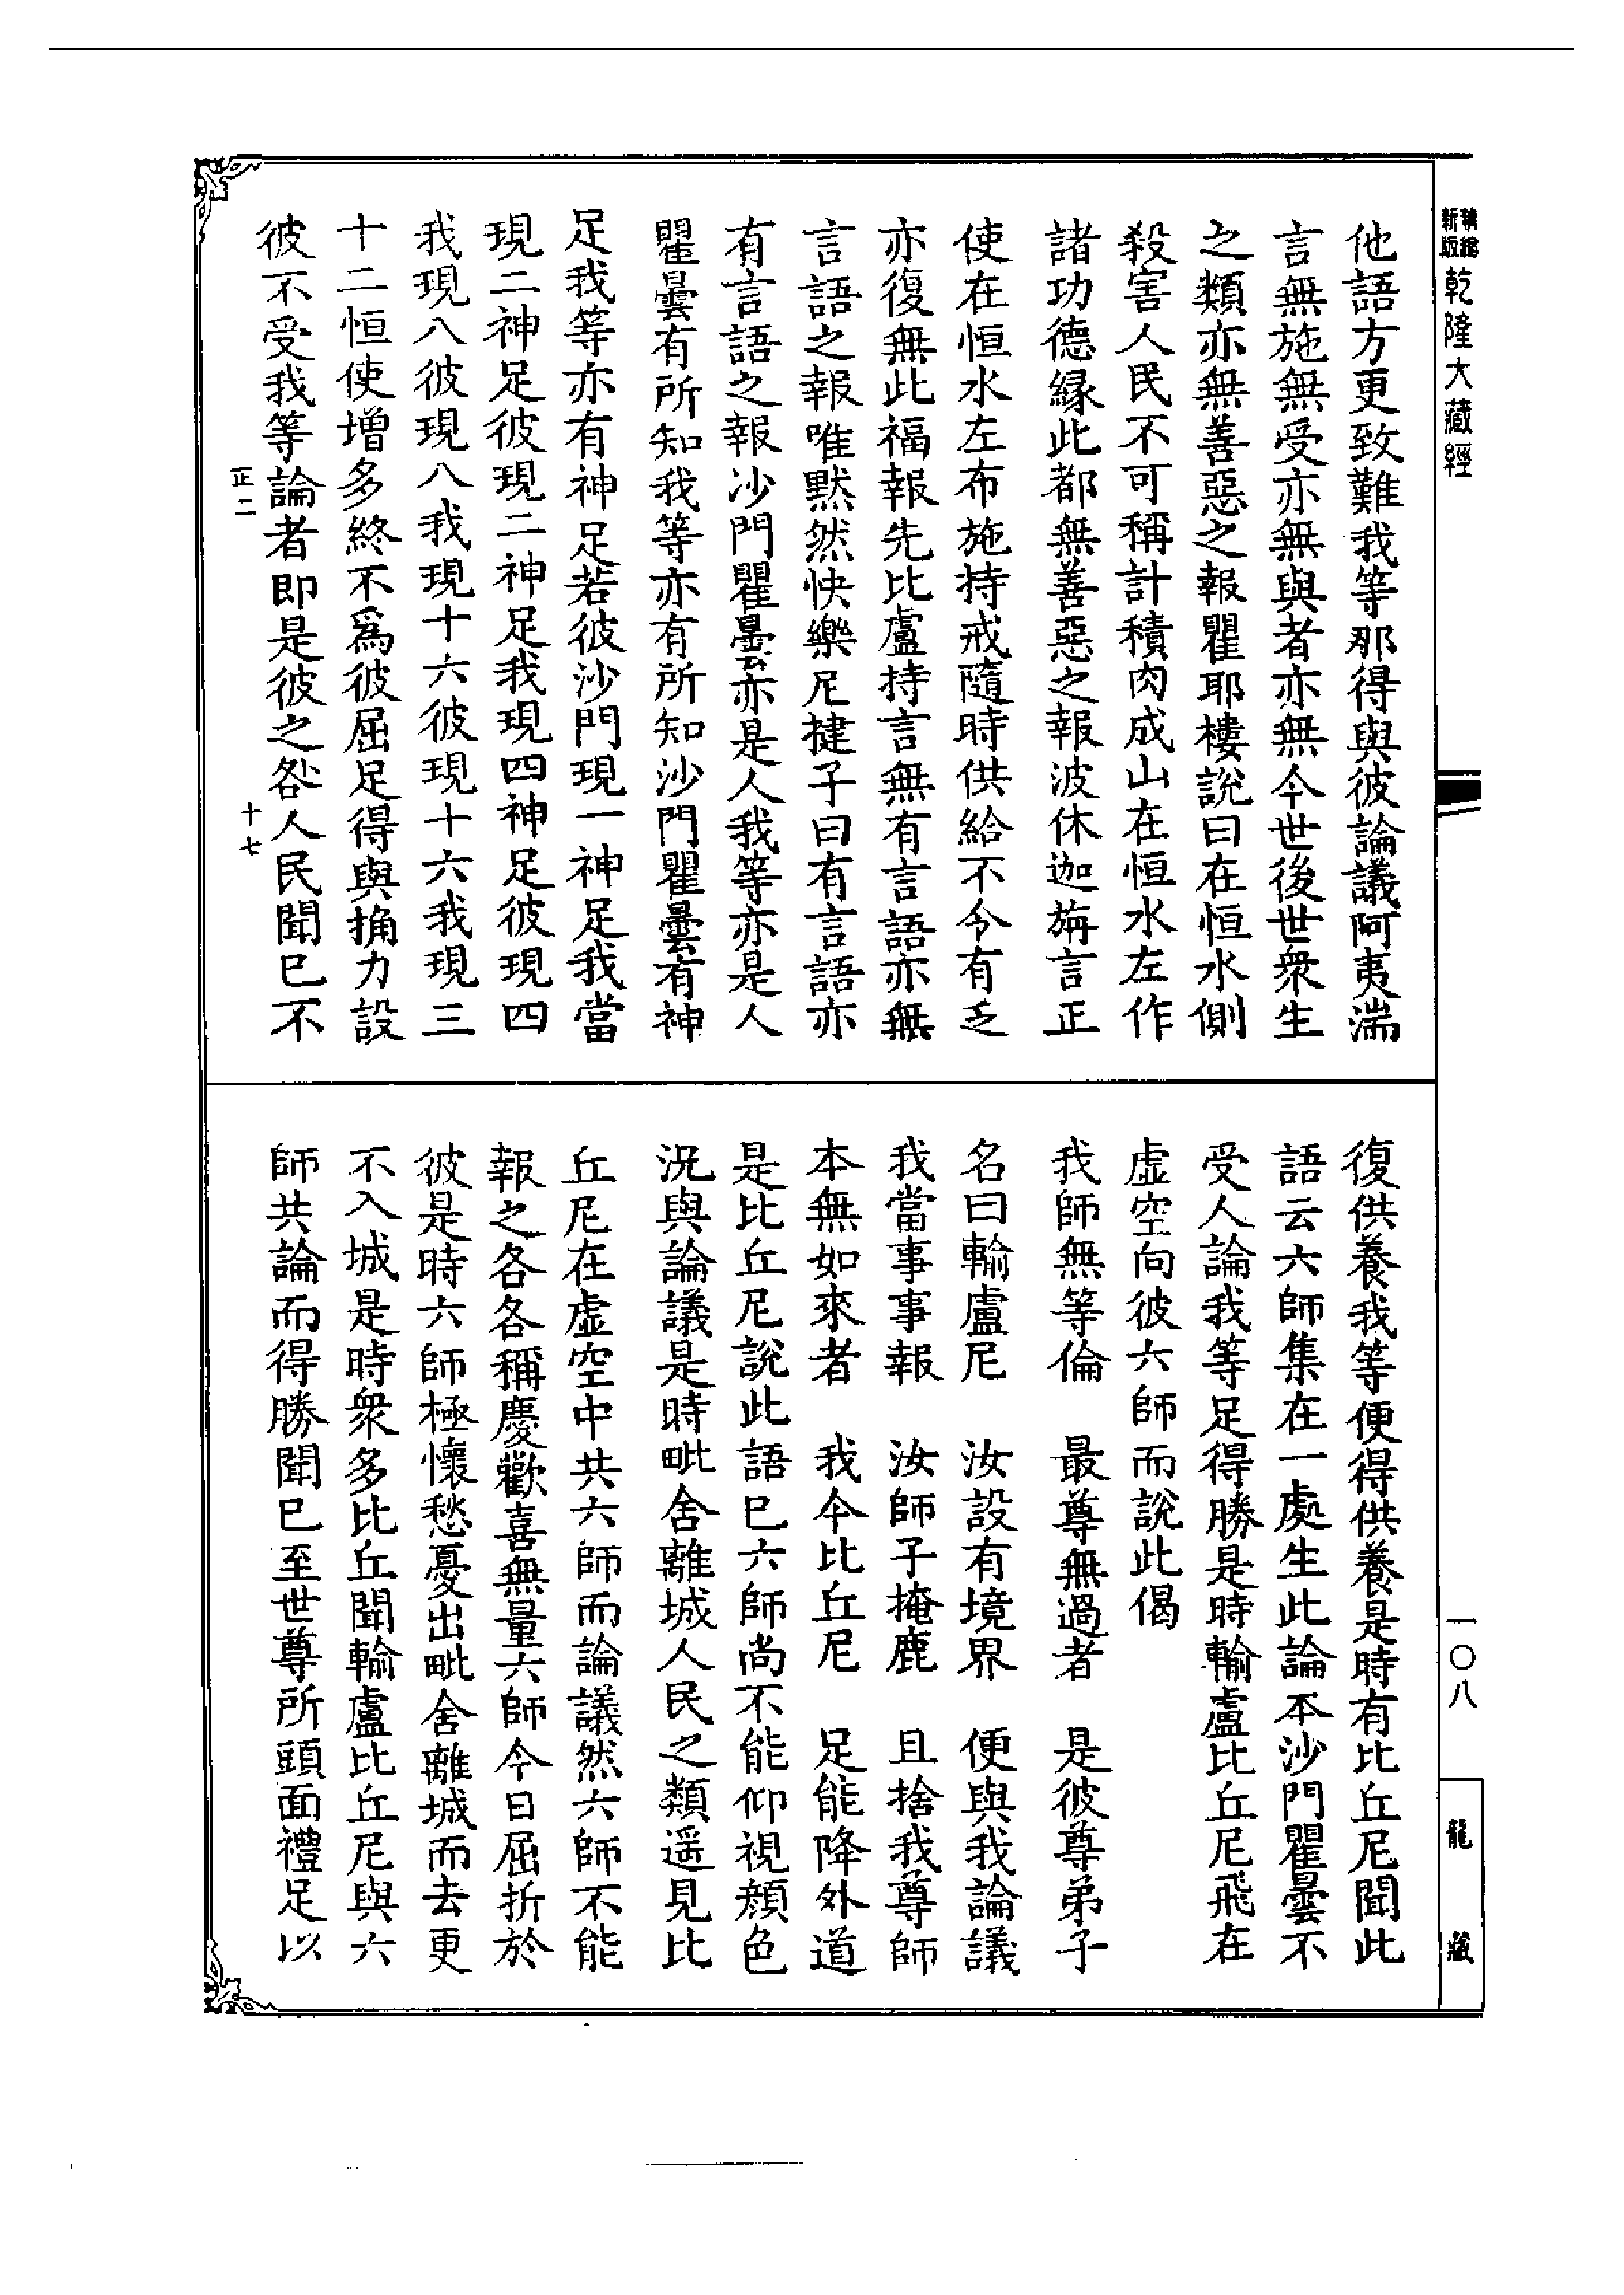 精縮新版乾隆大藏經
他語方更致難我等那得與彼論議阿夷湍
言無施無受亦無與者亦無今世後世衆生
之類亦無善惡之報瞿耶樓說曰在恒水側
殺害人民不可稱計積肉成山在恒水左作
諸功德緣此都無善惡之報波休迦旃言正
使在恒水左布施持戒隨時供給不令有乏
亦復無此福報先比盧持言無有言語亦無
言語之報唯默然快樂尼揵子曰有言語亦
有言語之報沙門瞿曇亦是人我等亦是人
瞿曇有所知我等亦有所知沙門瞿曇有神
足我等亦有神足若彼沙門現一神足我當
現二神足彼現二神足我現四神足彼現四
我現八彼現八我現十六彼現十六我現三
十二恒使增多終不爲彼屈足得與捔力設
彼不受我等論者即是彼之咎人民聞已不
正二
十七
復供養我等便得供養是時有比丘尼聞此
語云六師集在一處生此論本沙門瞿曇不
受人論我等足得勝是時輸盧比丘尼飛在
虛空向彼六師而說此偈
我師無等倫　最尊無過者　是彼尊弟子
名曰輸盧尼　汝設有境界　便與我論議
我當事事報　汝師子掩鹿　且捨我尊師
本無如來者　我今比丘尼　足能降外道
是比丘尼說此語已六師尚不能仰視顏色
況與論議是時毗舍離城人民之類遥見比
丘尼在虛空中共六師而論議然六師不能
報之各各稱慶歡喜無量六師今日屈折於
彼是時六師極懷愁憂出毗舍離城而去更
不入城是時衆多比丘聞輸盧比丘尼與六
師共論而得勝聞已至世尊所頭面禮足以
一〇八
龍藏